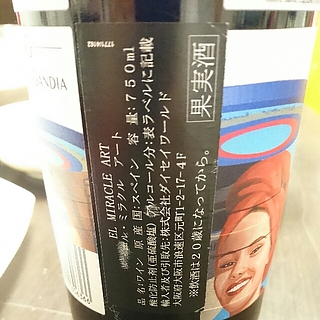 果実酒
EL MIRACLE ART
エル・ミラクル アート
品名:ワイン 原産国:スペイン 容量:750ml
酸化防止剤(亜硫酸塩) アルコール分:表ラベルに記載
輸入者及び引取先:株式会社ダイセイワールド
大阪府大阪市浪速区元町1-2-17-4F
※飲酒は20歳になってから。
ANDIA